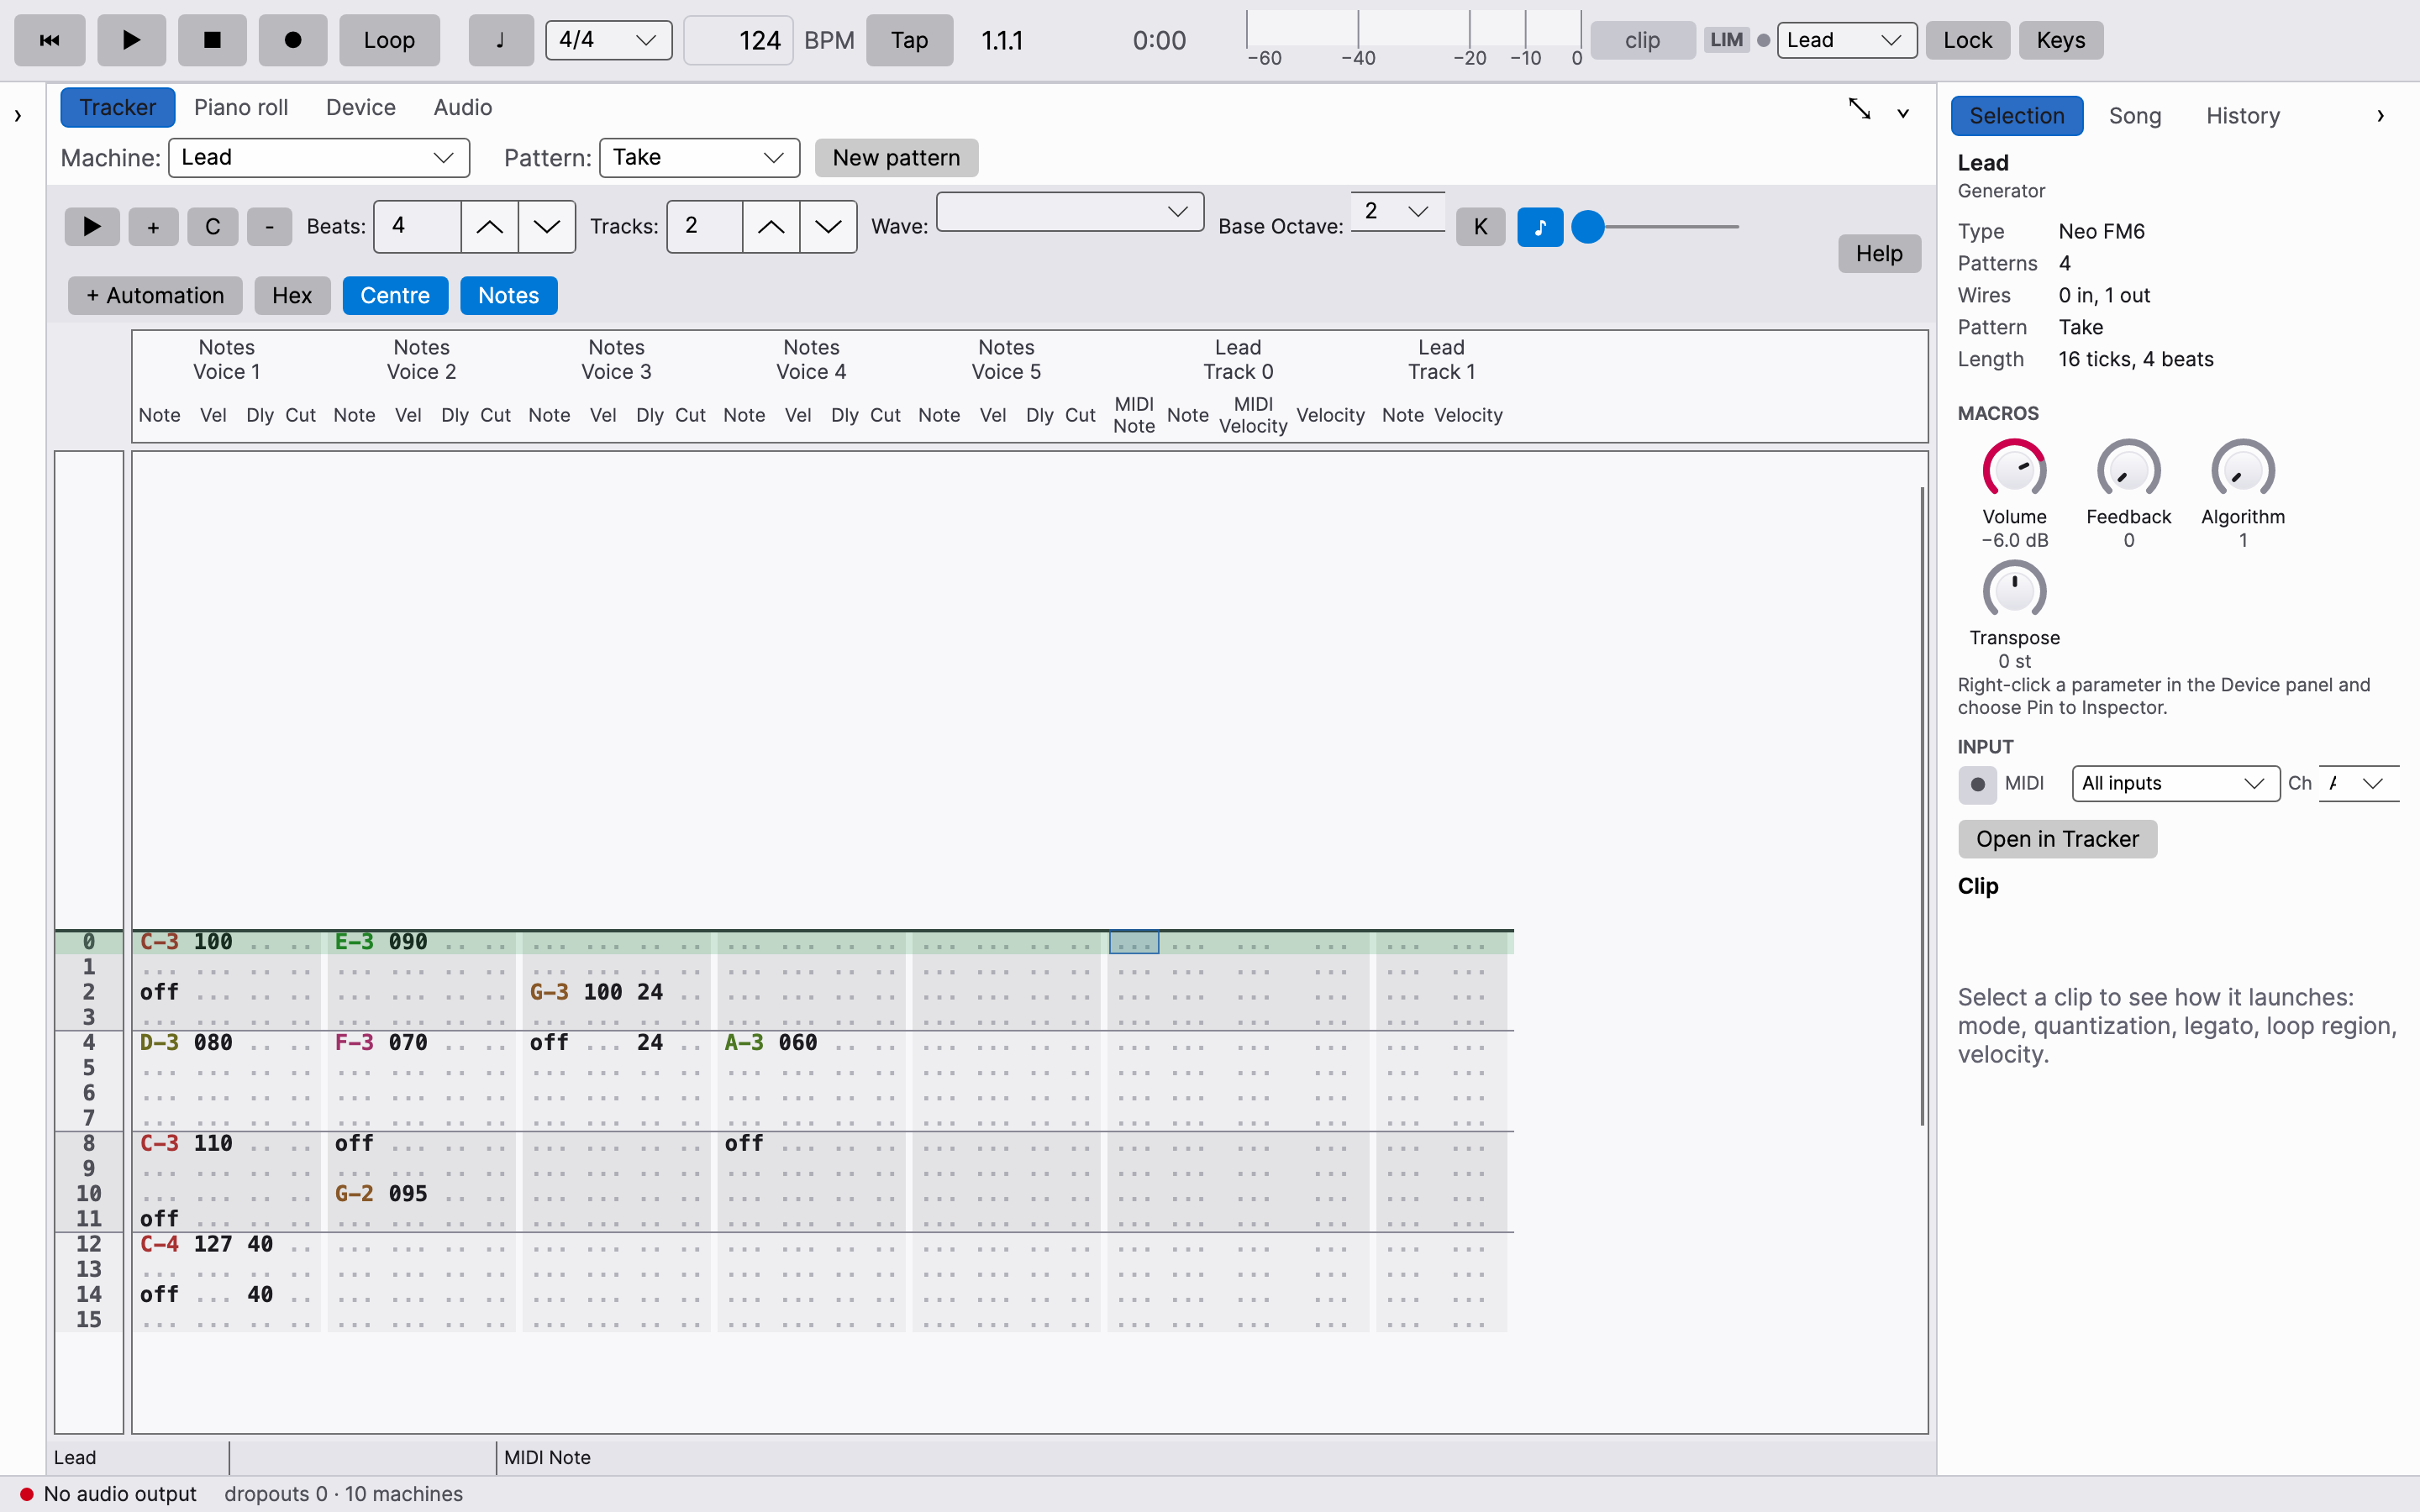 Loop 4/4 124 BPM Tap 1.1.1 0:00 −60 −40 −20 −10 0 clip LIM Lead Lock Keys
Tracker Piano roll Device Audio
Machine: Lead Pattern: Take New pattern
+ C - Beats: 4 Tracks: 2 Wave: Base Octave: 2 K
Help
+ Automation Hex Centre Notes
Notes Notes Notes Notes Notes Lead Lead
Voice 1 Voice 2 Voice 3 Voice 4 Voice 5 Track 0 Track 1
Note Vel Dly Cut Note Vel Dly Cut Note Vel Dly Cut Note Vel Dly Cut Note Vel Dly Cut MIDI Note Note MIDI Velocity Velocity Note Velocity
0 C-3 100 E-3 090
1
2 off G-3 100 24
3
4 D-3 080 F-3 070 off 24 A-3 060
5
6
7
8 C-3 110 off off
9
10 G-2 095
11 off
12 C-4 127 40
13
14 off 40
15
Lead MIDI Note
No audio output dropouts 0 · 10 machines
Selection Song History
Lead
Generator
Type Neo FM6
Patterns 4
Wires 0 in, 1 out
Pattern Take
Length 16 ticks, 4 beats
MACROS
Volume Feedback Algorithm
−6.0 dB 0 1
Transpose
0 st
Right-click a parameter in the Device panel and
choose Pin to Inspector.
INPUT
MIDI All inputs Ch
Open in Tracker
Clip
Select a clip to see how it launches:
mode, quantization, legato, loop region,
velocity.